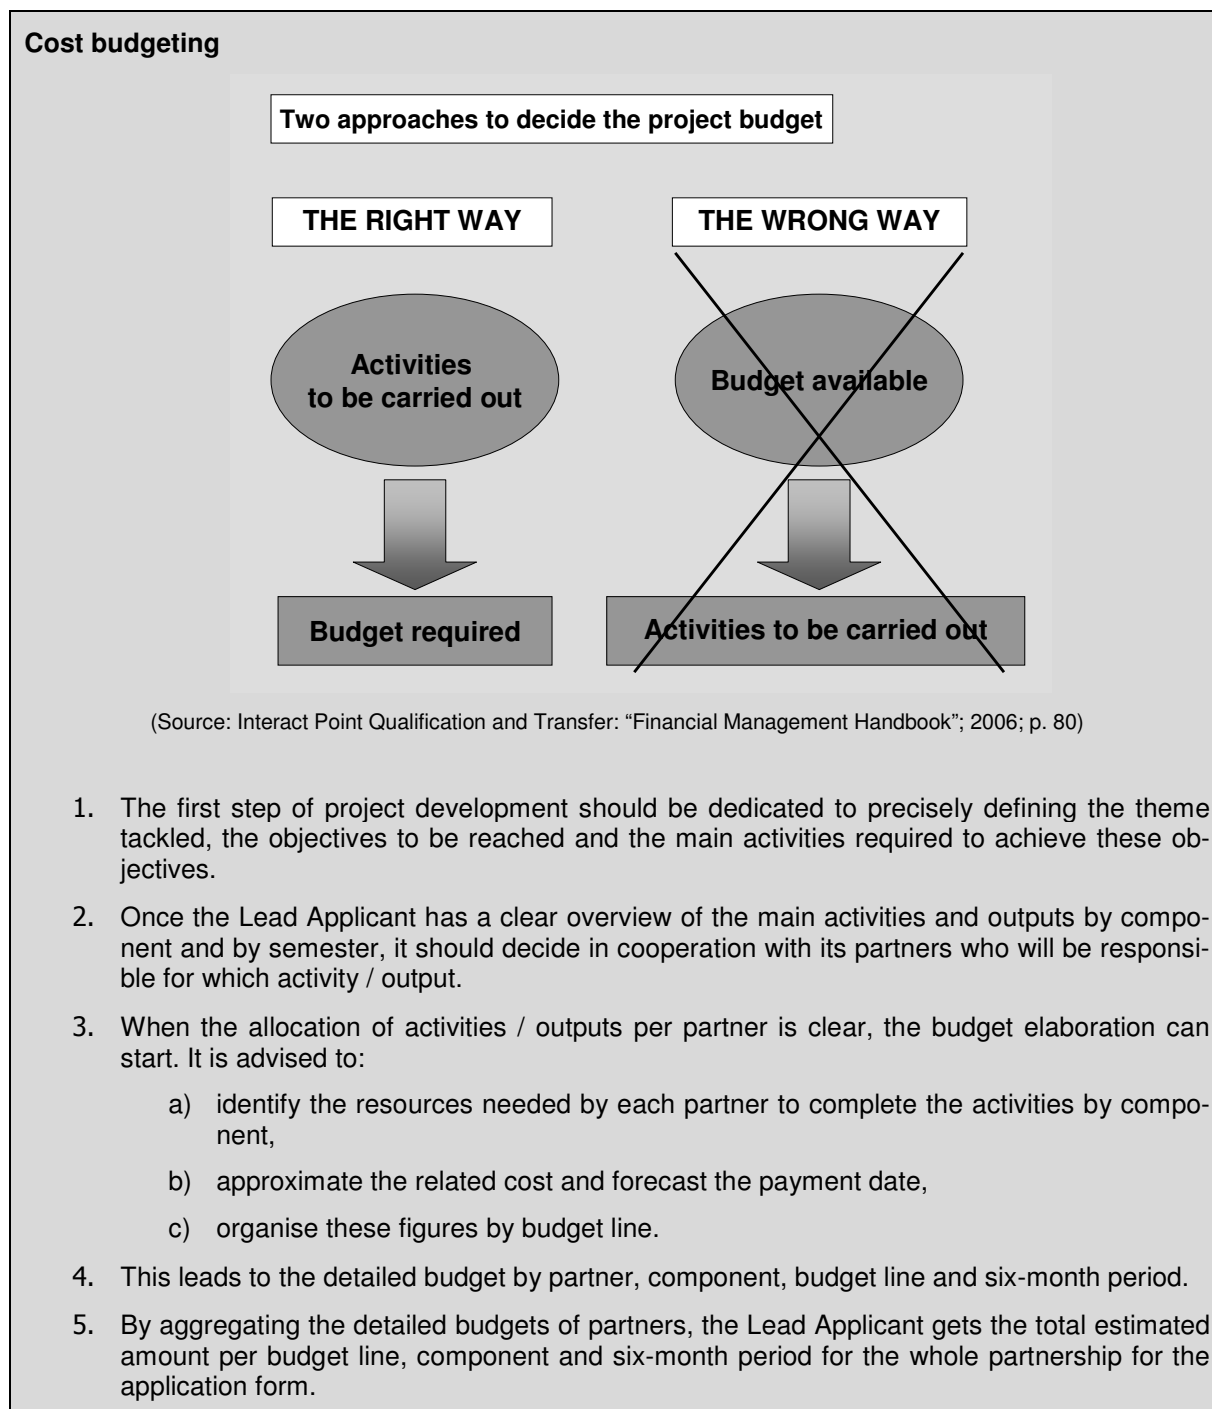 Cost budgeting
Two approaches to decide the project budget
THE RIGHT WAY
THE WRONG WAY
Activities
to be carried out
Budget available
Budget required
Activities to be carried out
(Source: Interact Point Qualification and Transfer: “Financial Management Handbook”; 2006; p. 80)
1. The first step of project development should be dedicated to precisely defining the theme
tackled, the objectives to be reached and the main activities required to achieve these ob-
jectives.
2. Once the Lead Applicant has a clear overview of the main activities and outputs by compo-
nent and by semester, it should decide in cooperation with its partners who will be responsi-
ble for which activity / output.
3. When the allocation of activities / outputs per partner is clear, the budget elaboration can
start. It is advised to:
a) identify the resources needed by each partner to complete the activities by compo-
nent,
b) approximate the related cost and forecast the payment date,
c) organise these figures by budget line.
4. This leads to the detailed budget by partner, component, budget line and six-month period.
5. By aggregating the detailed budgets of partners, the Lead Applicant gets the total estimated
amount per budget line, component and six-month period for the whole partnership for the
application form.